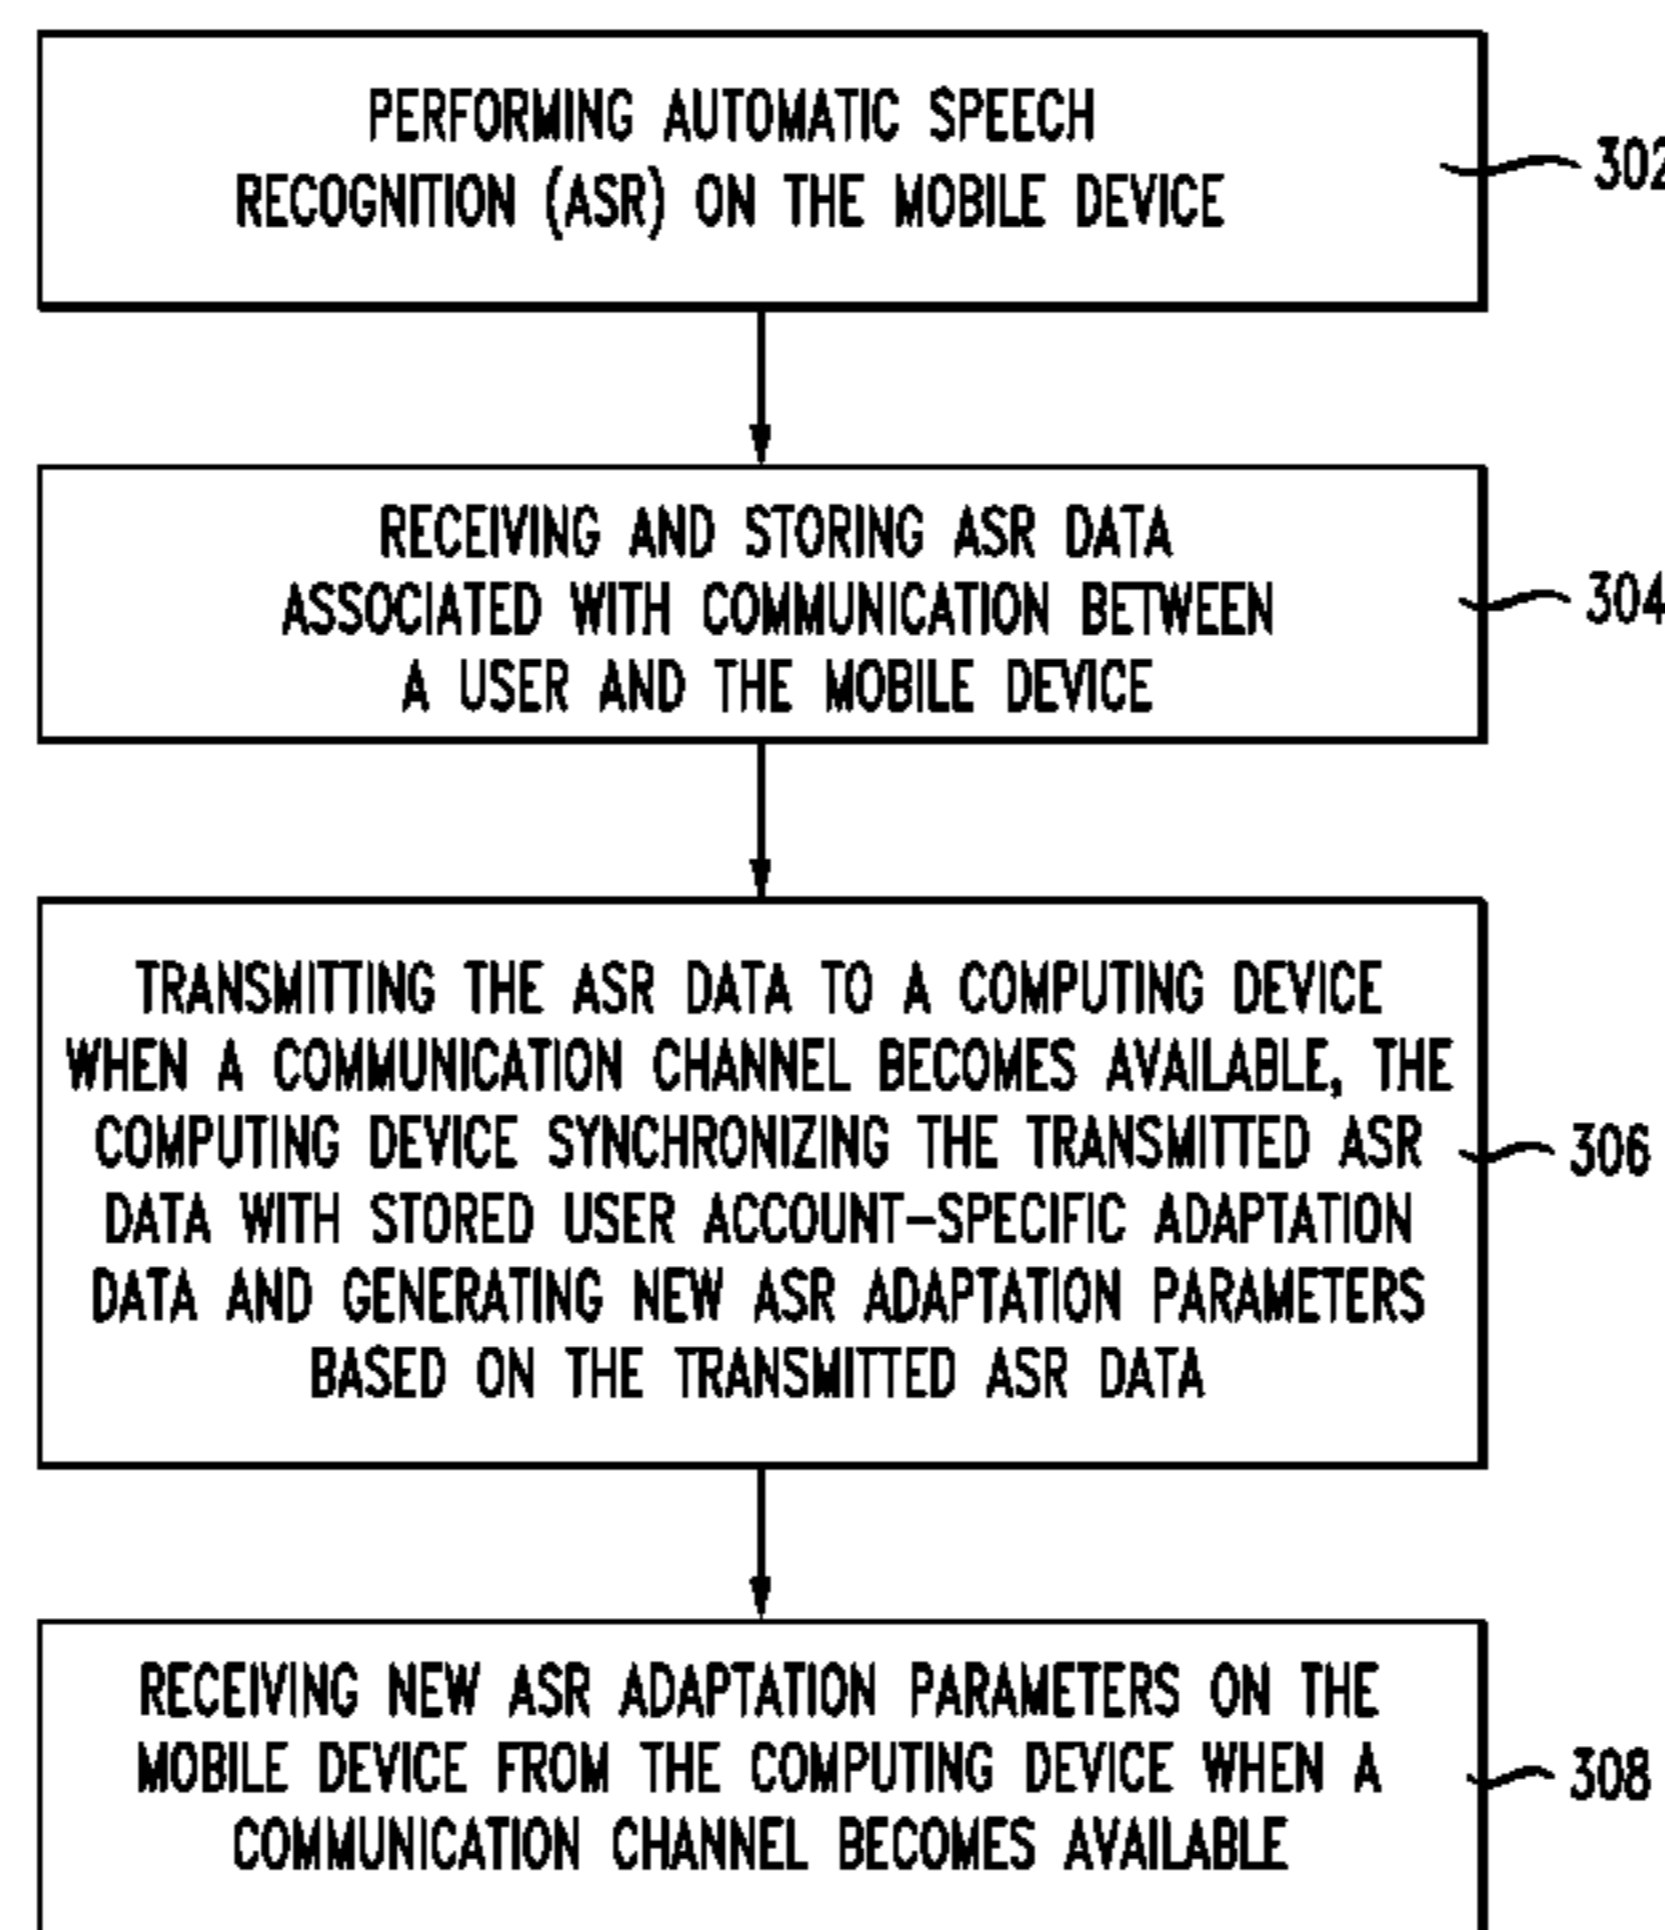 PERFORMING AUTOMATIC SPEECH
RECOGNITION (ASR) ON THE MOBILE DEVICE
302
RECEIVING AND STORING ASR DATA
ASSOCIATED WITH COMMUNICATION BETWEEN
A USER AND THE MOBILE DEVICE
304
TRANSMITTING THE ASR DATA TO A COMPUTING DEVICE
WHEN A COMMUNICATION CHANNEL BECOMES AVAILABLE, THE
COMPUTING DEVICE SYNCHRONIZING THE TRANSMITTED ASR
DATA WITH STORED USER ACCOUNT-SPECIFIC ADAPTATION
DATA AND GENERATING NEW ASR ADAPTATION PARAMETERS
BASED ON THE TRANSMITTED ASR DATA
306
RECEIVING NEW ASR ADAPTATION PARAMETERS ON THE
MOBILE DEVICE FROM THE COMPUTING DEVICE WHEN A
COMMUNICATION CHANNEL BECOMES AVAILABLE
308